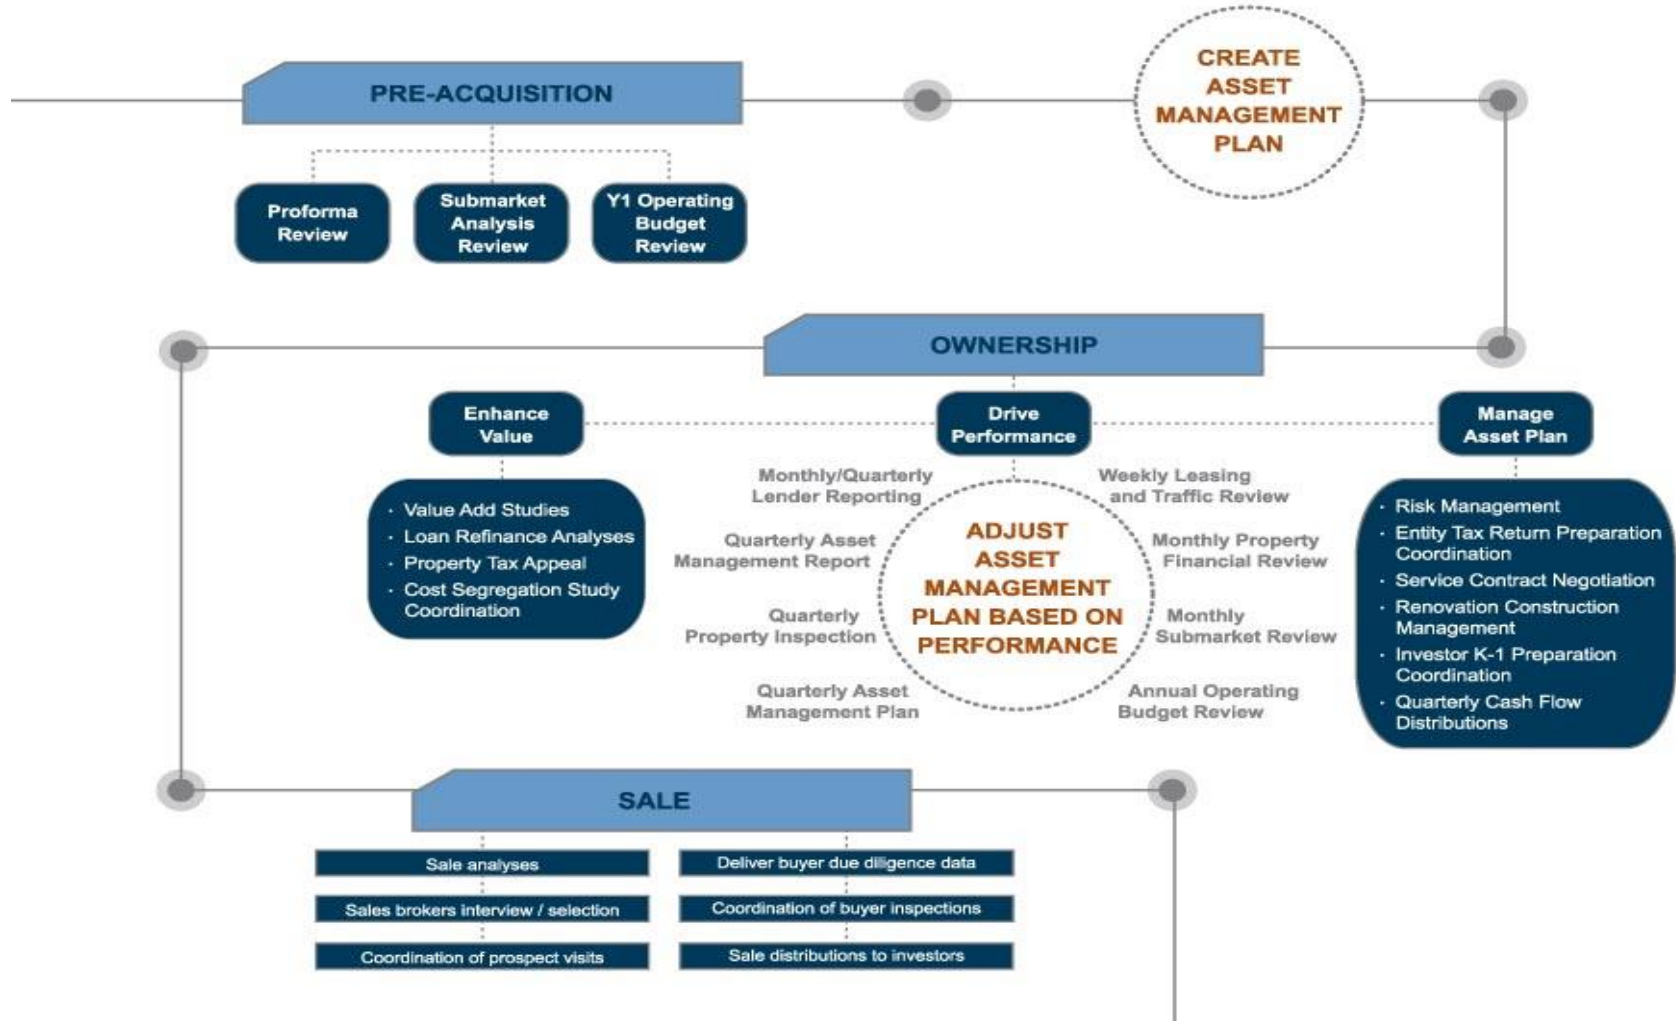 PRE-ACQUISITION
CREATE
ASSET
MANAGEMENT
PLAN
Proforma
Review
Submarket
Analysis
Review
Y1 Operating
Budget
Review
OWNERSHIP
Enhance
Value
· Value Add Studies
· Loan Refinance Analyses
· Property Tax Appeal
· Cost Segregation Study
Coordination
Drive
Performance
Monthly/Quarterly
Lender Reporting
Quarterly Asset
Management Report
Quarterly
Property Inspection
Quarterly Asset
Management Plan
ADJUST
ASSET
MANAGEMENT
PLAN BASED ON
PERFORMANCE
Weekly Leasing
and Traffic Review
Monthly Property
Financial Review
Monthly
Submarket Review
Annual Operating
Budget Review
Manage
Asset Plan
· Risk Management
· Entity Tax Return Preparation
Coordination
· Service Contract Negotiation
· Renovation Construction
Management
· Investor K-1 Preparation
Coordination
· Quarterly Cash Flow
Distributions
SALE
Sale analyses
Sales brokers interview / selection
Coordination of prospect visits
Deliver buyer due diligence data
Coordination of buyer inspections
Sale distributions to investors